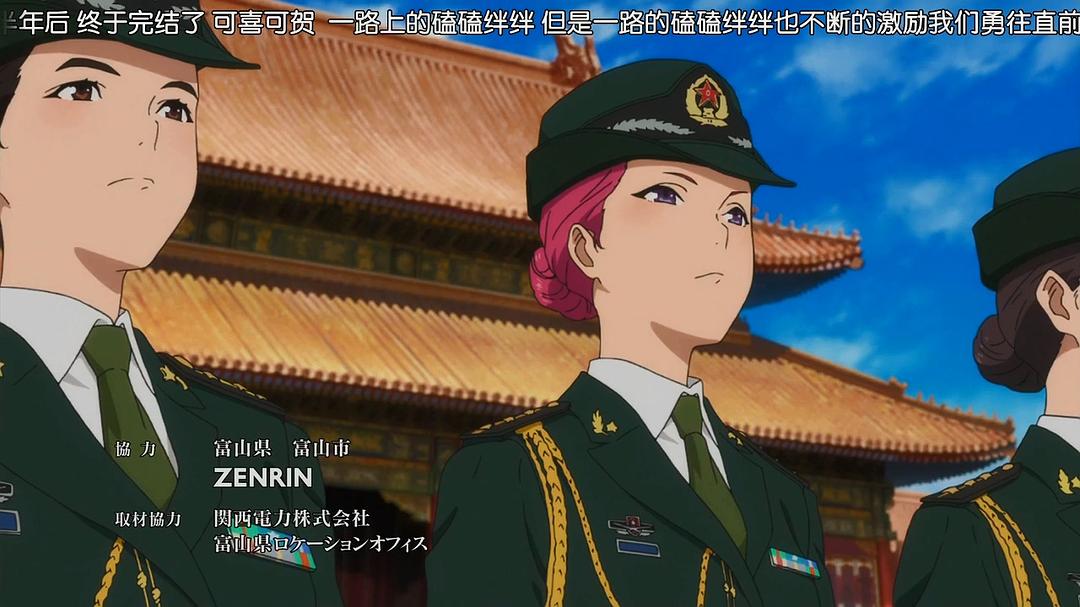 半年后 终于完结了 可喜可贺 一路上的磕磕绊绊 但是一路的磕磕绊绊也不断的激励我们勇往直前
協力 富山県 富山市
ZENRIN
取材協力 関西電力株式会社
富山県ロケーションオフィス